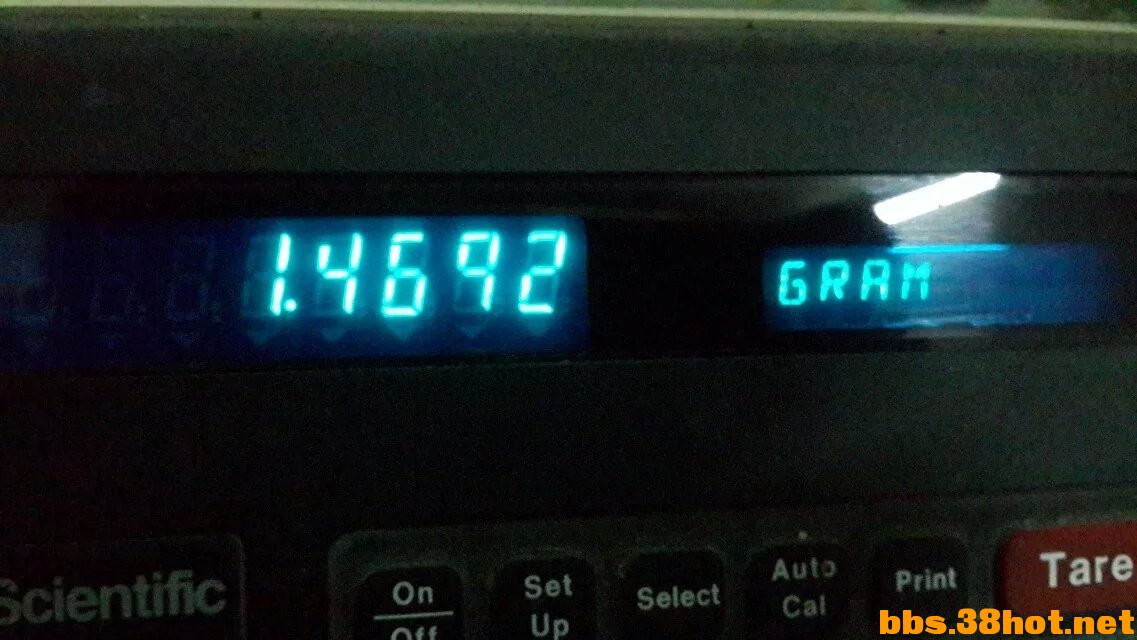 1.4692 GRAM
Scientific
On
Off
Set
Up
Select
Auto
Cal
Print
Tare
bbs.38hot.net